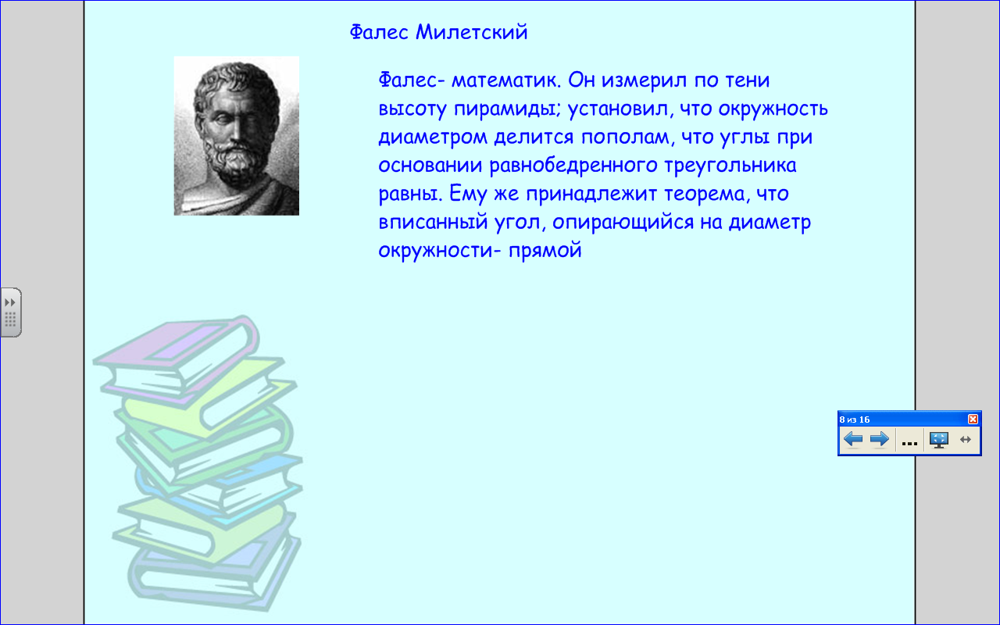 Фалес Милетский
Фалес- математик. Он измерил по тени
высоту пирамиды; установил, что окружность
диаметром делится пополам, что углы при
основании равнобедренного треугольника
равны. Ему же принадлежит теорема, что
вписанный угол, опирающийся на диаметр
окружности- прямой
8 из 16